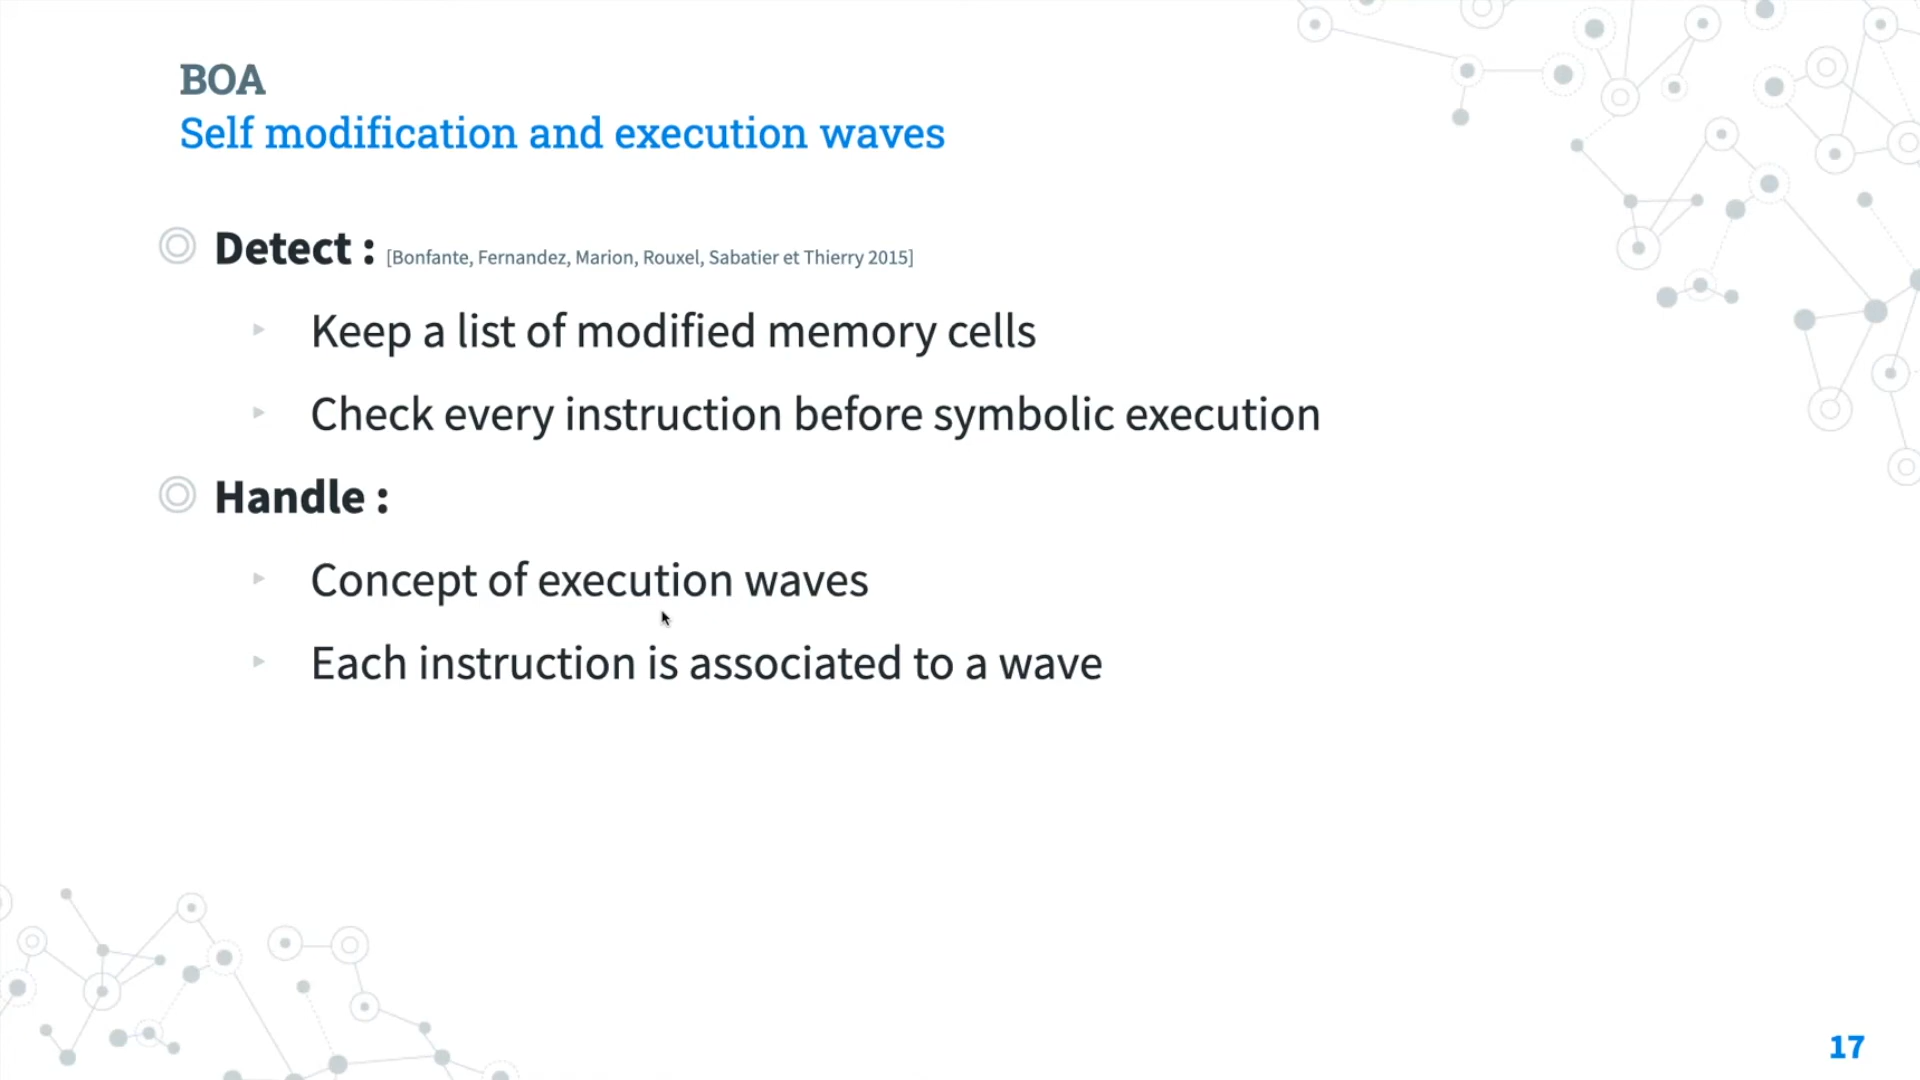 BOA
Self modification and execution waves
Detect : [Bonfante, Fernandez, Marion, Rouxel, Sabatier et Thierry 2015]
Keep a list of modified memory cells
Check every instruction before symbolic execution
Handle :
Concept of execution waves
Each instruction is associated to a wave
17